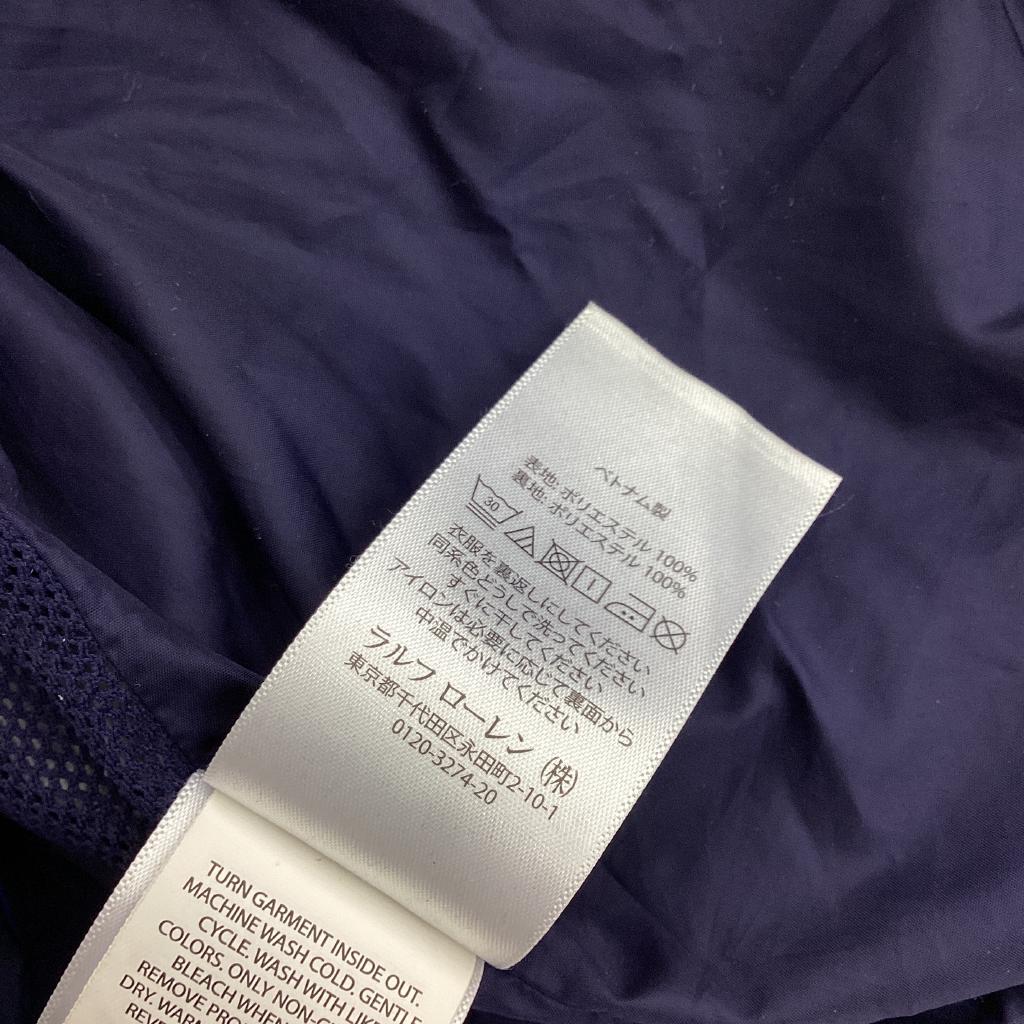 ベトナム製
表地: ポリエステル 100%
裏地: ポリエステル 100%
30
衣服を裏返しにしてください
同系色どうしで洗ってください
すぐに干してください
アイロンは必要に応じて裏面から
中温でかけてください
ラルフ ローレン (株)
東京都千代田区永田町2-10-1
0120-3274-20
TURN GARMENT INSIDE OUT.
MACHINE WASH COLD. GENTLE
CYCLE. WASH WITH LIKE
COLORS. ONLY NON-
BLEACH WHEN
REMOVE
DRY. WARM